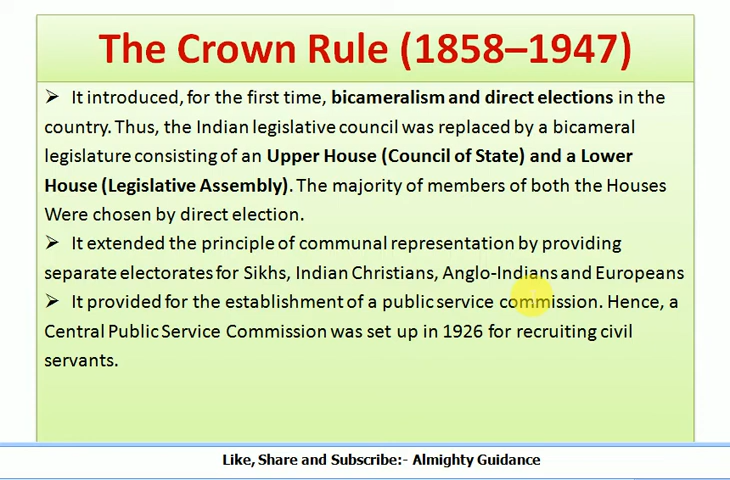 The Crown Rule (1858–1947)
➢ It introduced, for the first time, bicameralism and direct elections in the
country. Thus, the Indian legislative council was replaced by a bicameral
legislature consisting of an Upper House (Council of State) and a Lower
House (Legislative Assembly). The majority of members of both the Houses
Were chosen by direct election.
➢ It extended the principle of communal representation by providing
separate electorates for Sikhs, Indian Christians, Anglo-Indians and Europeans
➢ It provided for the establishment of a public service commission. Hence, a
Central Public Service Commission was set up in 1926 for recruiting civil
servants.
Like, Share and Subscribe:- Almighty Guidance